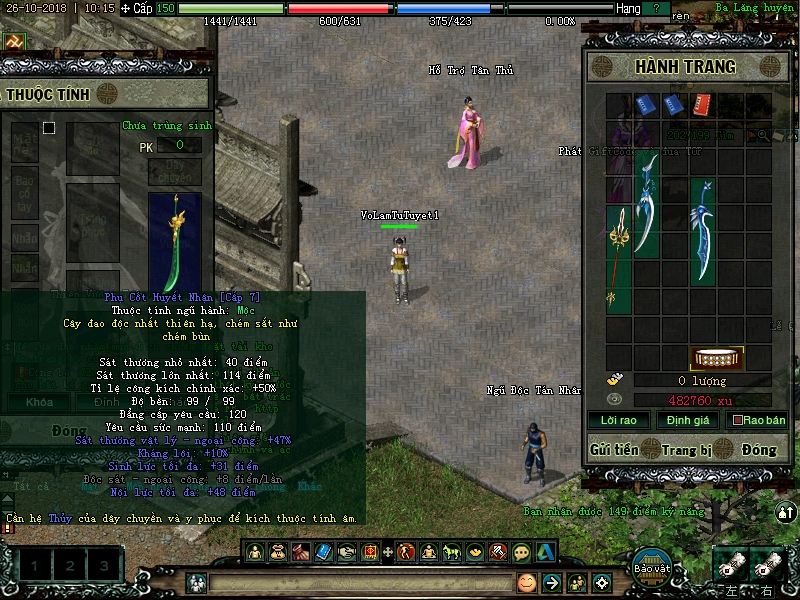 26-10-2018 | 10:15
Cấp 150
1441/1441
600/631
375/423
0.00%
Hạng ?
Ba Lăng huyện
THUỘC TÍNH
HÀNH TRANG
Hỗ Trợ Tân Thủ
Chưa trùng sinh
PK 0
VoLamTuTuyet1
Phu Cốt Huyết Nhân [Cấp 7]
Thuộc tính ngũ hành: Mộc
Cây đao độc nhất thiên hạ, chém sắt như
chém bùn
Sát thương nhỏ nhất: 40 điểm
Sát thương lớn nhất: 114 điểm
Tỉ lệ công kích chính xác: +50%
Độ bền: 99 / 99
Đẳng cấp yêu cầu: 120
Yêu cầu sức mạnh: 110 điểm
Sát thương vật lý - ngoại công: +47%
Kháng lôi: +10%
Sinh lực tối đa: +31 điểm
Độc sát - ngoại công: +8 điểm/lần
Nội lực tối đa: +48 điểm
Cần hệ Thủy của dây chuyền và y phục để kích thuộc tính ẩm.
Khóa
Đóng
Ngũ Độc Tân Nhân
0 lượng
482760 xu
Lời rao
Định giá
Rao bán
Gửi tiền
Trang bị
Đóng
Bạn nhận được 149 điểm kỹ năng
1
2
3
Bảo vật
左
右